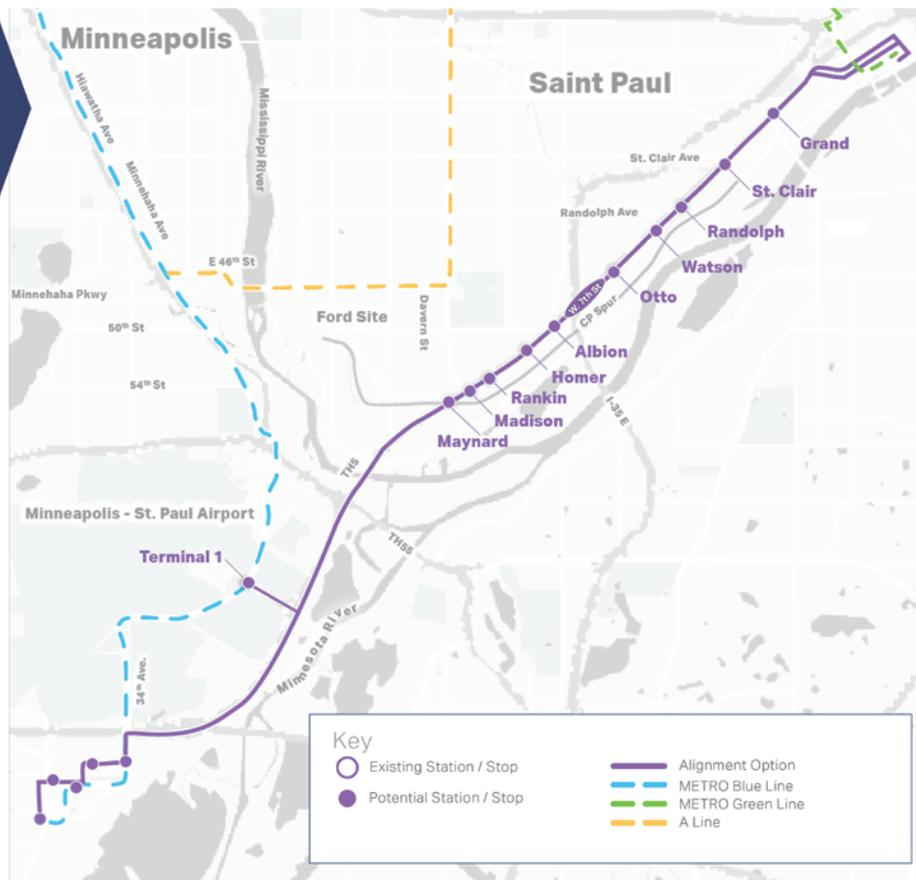 Minneapolis
Saint Paul
Hiawatha Ave
Mississippi River
Grand
St. Clair Ave
Minnehaha Ave
St. Clair
Randolph Ave
Randolph
E 46th St
Watson
Minnehaha Pkwy
W. 7th St
Otto
Ford Site
Davern St
CP Spur
50th St
Albion
Homer
54th St
Rankin
Madison
I-35 E
Maynard
TH5
Minneapolis - St. Paul Airport
TH55
Terminal 1
Minnesota River
34th Ave.
Key
Existing Station / Stop
Potential Station / Stop
Alignment Option
METRO Blue Line
METRO Green Line
A Line